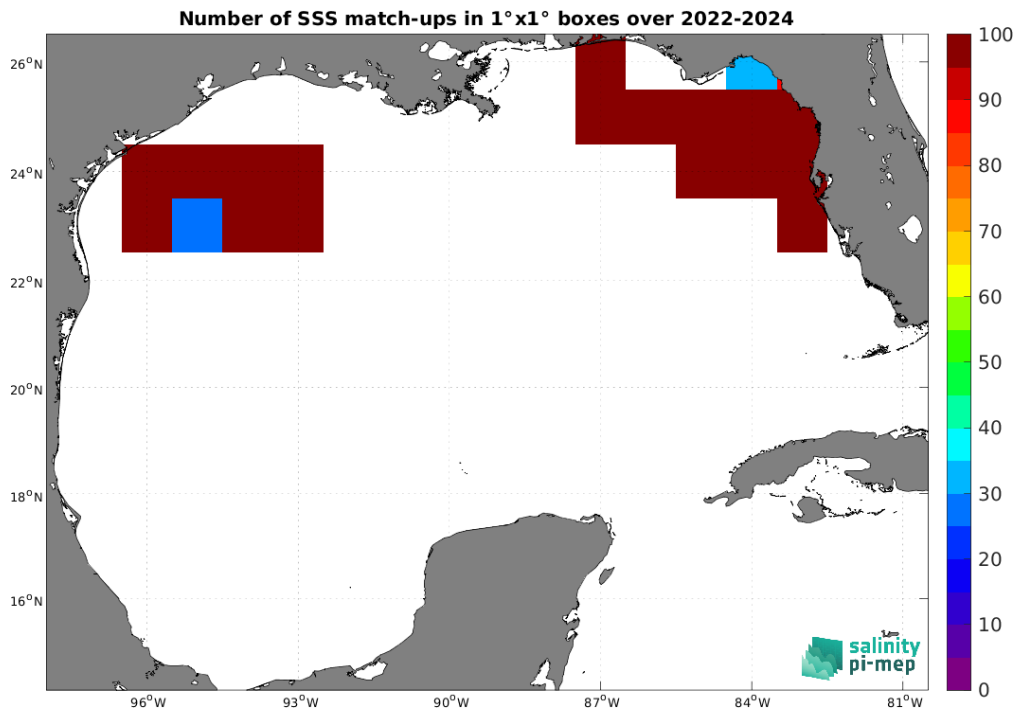 Number of SSS match-ups in 1°x1° boxes over 2022-2024
26°N
24°N
22°N
20°N
18°N
16°N
96°W
93°W
90°W
87°W
84°W
81°W
100
90
80
70
60
50
40
30
20
10
0
salinity
pi-mep